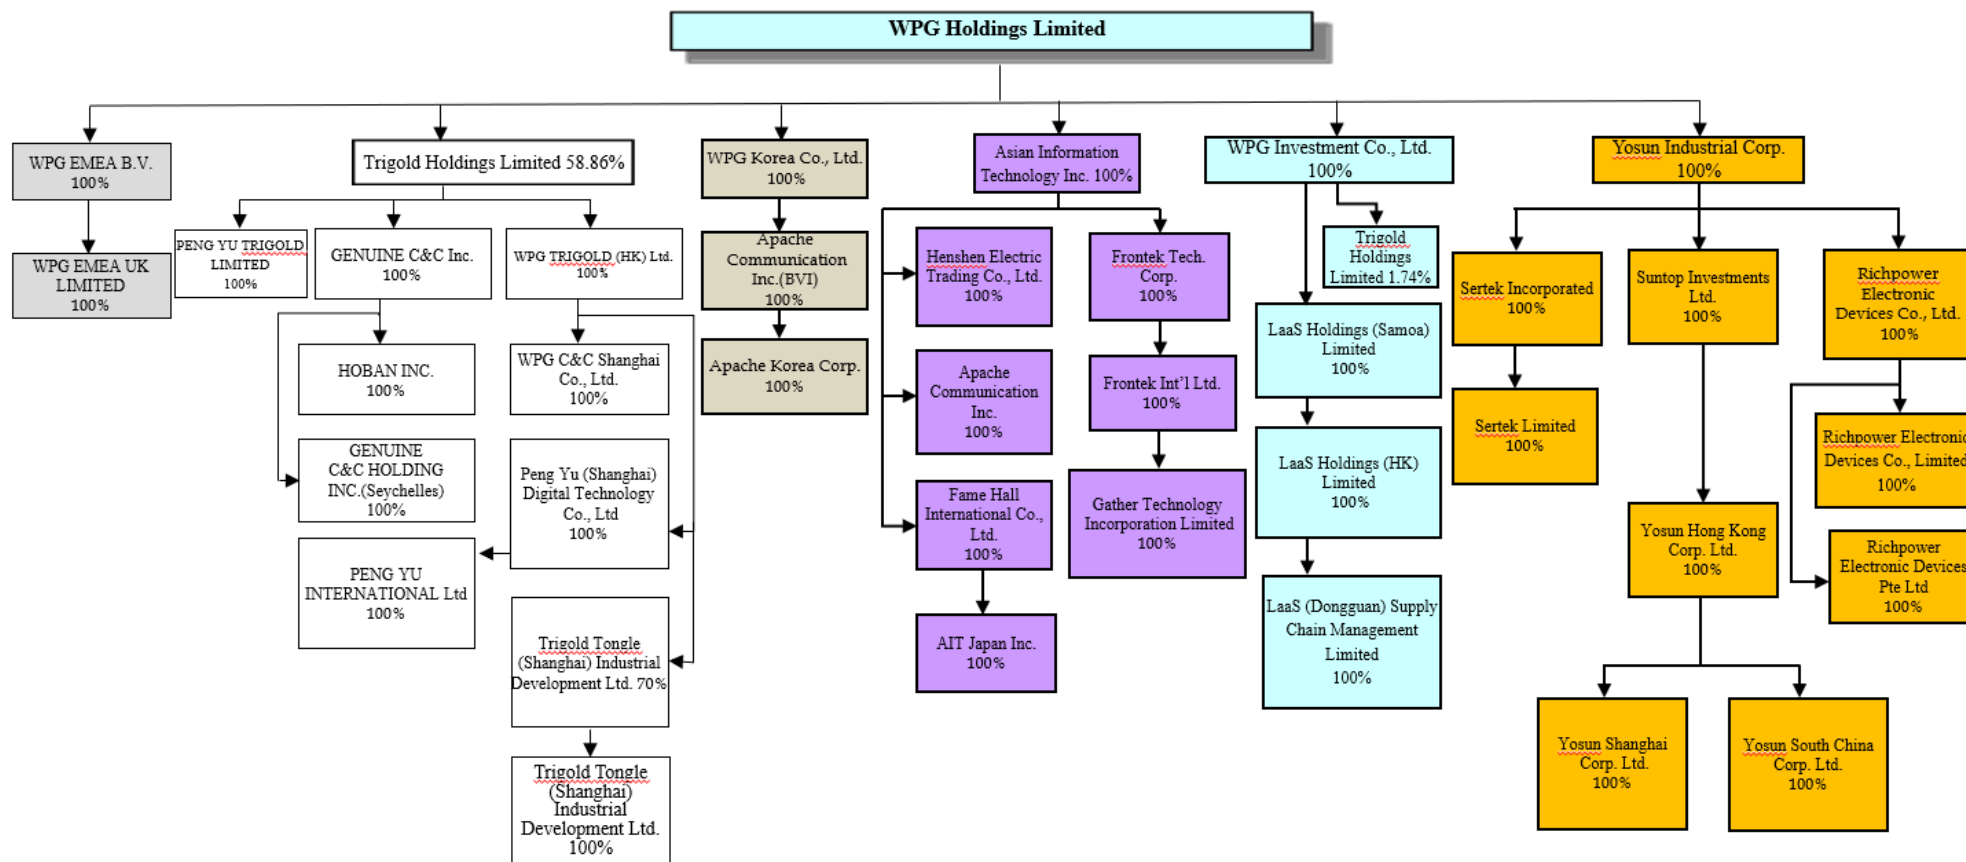 WPG Holdings Limited
WPG EMEA B.V.
100%
WPG EMEA UK
LIMITED
100%
Trigold Holdings Limited 58.86%
PENG YU TRIGOLD
LIMITED
100%
GENUINE C&C Inc.
100%
WPG TRIGOLD (HK) Ltd.
100%
HOBAN INC.
100%
GENUINE
C&C HOLDING
INC.(Seychelles)
100%
PENG YU
INTERNATIONAL Ltd
100%
WPG C&C Shanghai
Co., Ltd.
100%
Peng Yu (Shanghai)
Digital Technology
Co., Ltd
100%
Trigold Tongle
(Shanghai) Industrial
Development Ltd. 70%
Trigold Tongle
(Shanghai)
Industrial
Development Ltd.
100%
WPG Korea Co., Ltd.
100%
Apache
Communication
Inc.(BVI)
100%
Apache Korea Corp.
100%
Asian Information
Technology Inc. 100%
Henshen Electric
Trading Co., Ltd.
100%
Apache
Communication
Inc.
100%
Fame Hall
International Co.,
Ltd.
100%
AIT Japan Inc.
100%
Frontek Tech.
Corp.
100%
Frontek Int’l Ltd.
100%
Gather Technology
Incorporation Limited
100%
WPG Investment Co., Ltd.
100%
Trigold
Holdings
Limited 1.74%
LaaS Holdings (Samoa)
Limited
100%
LaaS Holdings (HK)
Limited
100%
LaaS (Dongguan) Supply
Chain Management
Limited
100%
Yosun Industrial Corp.
100%
Sertek Incorporated
100%
Sertek Limited
100%
Suntop Investments
Ltd.
100%
Yosun Hong Kong
Corp. Ltd.
100%
Yosun Shanghai
Corp. Ltd.
100%
Yosun South China
Corp. Ltd.
100%
Richpower
Electronic
Devices Co., Ltd.
100%
Richpower Electronic
Devices Co., Limited
100%
Richpower
Electronic Devices
Pte Ltd
100%